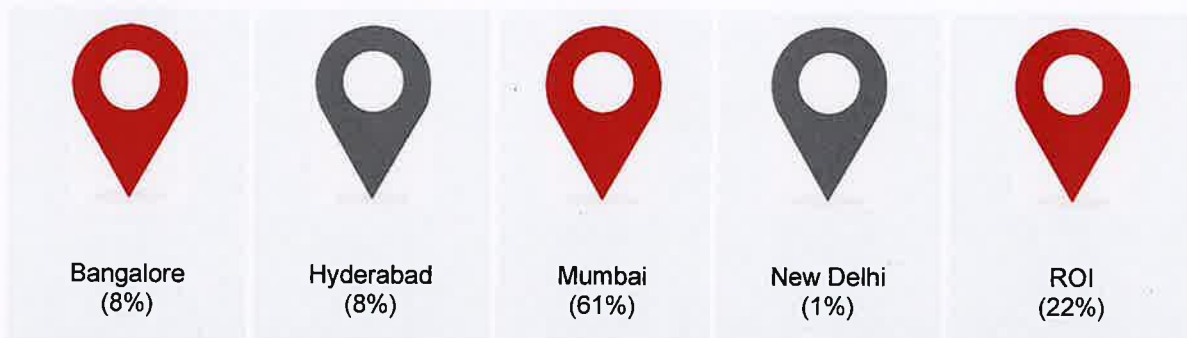 Bangalore
(8%)
Hyderabad
(8%)
Mumbai
(61%)
New Delhi
(1%)
ROI
(22%)